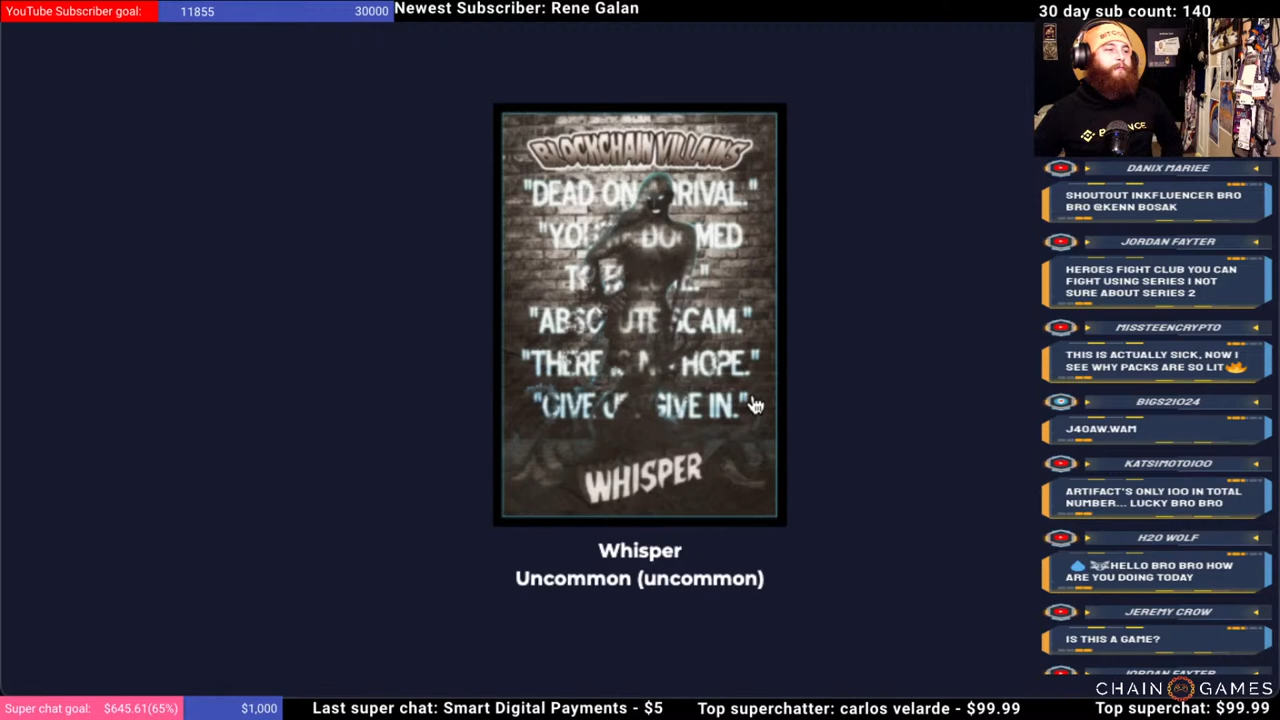 YouTube Subscriber goal: 11855 30000 Newest Subscriber: Rene Galan 30 day sub count: 140
BLOCKCHAIN VILLAINS
"DEAD ON
"ABSOLUTE SCAM."
"THERE HOPE."
"GIVE GIVE IN."
WHISPER
Whisper
Uncommon (uncommon)
DANIX MARIEE
SHOUTOUT INKFLUENCER BRO
BRO @KENN BOSAK
JORDAN FAYTER
HEROES FIGHT CLUB YOU CAN
FIGHT USING SERIES 1 NOT
SURE ABOUT SERIES 2
MISSTEENCRYPTO
THIS IS ACTUALLY SICK, NOW I
SEE WHY PACKS ARE SO LIT
BIGS21024
J40AW.WAM
KATSIMOTO100
ARTIFACT'S ONLY 100 IN TOTAL
NUMBER... LUCKY BRO BRO
H2O WOLF
HELLO BRO BRO HOW
ARE YOU DOING TODAY
JEREMY CROW
IS THIS A GAME?
JORDAN FAYTER
CHAIN GAMES
Super chat goal: $645.61(65%) $1,000 Last super chat: Smart Digital Payments - $5 Top superchatter: carlos velarde - $99.99 Top superchat: $99.99
BINANCE